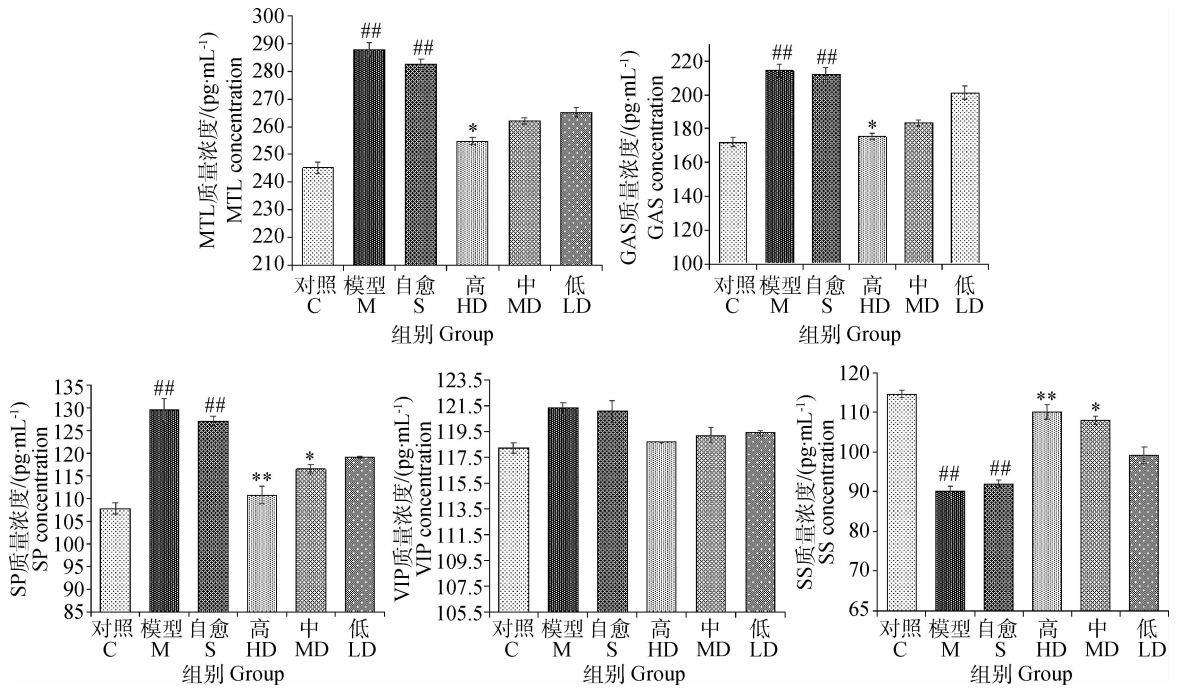 MTL质量浓度/(pg·mL⁻¹)
MTL concentration
300
290
280
270
260
250
240
230
220
210
##
##
*
对照 模型 自愈 高 中 低
C M S HD MD LD
组别 Group
GAS质量浓度/(pg·mL⁻¹)
GAS concentration
220
200
180
160
140
120
100
##
##
*
对照 模型 自愈 高 中 低
C M S HD MD LD
组别 Group
SP质量浓度/(pg·mL⁻¹)
SP concentration
135
130
125
120
115
110
105
100
95
90
85
##
##
**
*
对照 模型 自愈 高 中 低
C M S HD MD LD
组别 Group
VIP质量浓度/(pg·mL⁻¹)
VIP concentration
123.5
121.5
119.5
117.5
115.5
113.5
111.5
109.5
107.5
105.5
对照 模型 自愈 高 中 低
C M S HD MD LD
组别 Group
SS质量浓度/(pg·mL⁻¹)
SS concentration
120
110
100
90
80
70
65
##
##
**
*
对照 模型 自愈 高 中 低
C M S HD MD LD
组别 Group